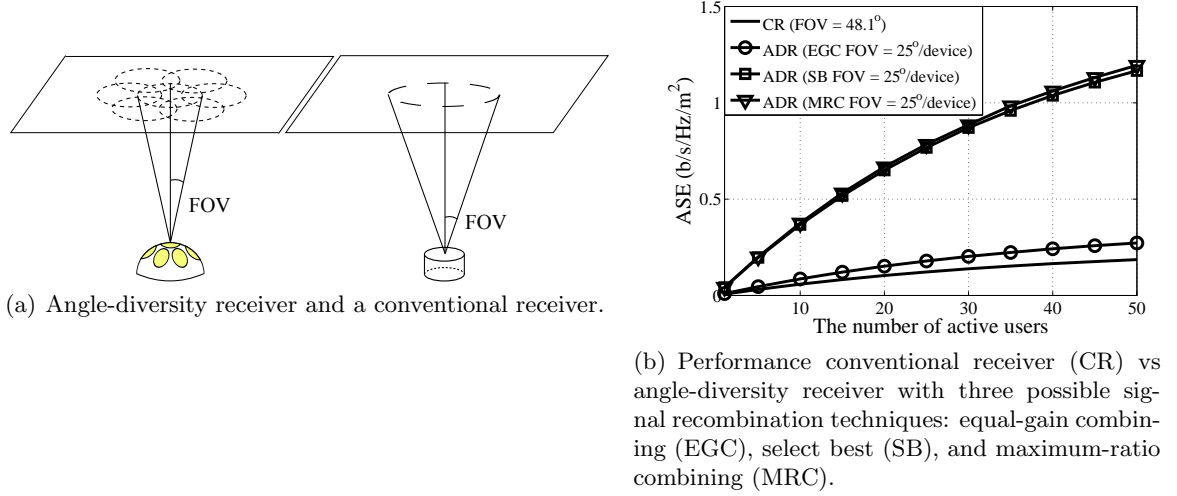 FOV
FOV
(a) Angle-diversity receiver and a conventional receiver.
1.5
1
0.5
0
ASE (b/s/Hz/m²)
CR (FOV = 48.1°)
ADR (EGC FOV = 25°/device)
ADR (SB FOV = 25°/device)
ADR (MRC FOV = 25°/device)
10 20 30 40 50
The number of active users
(b) Performance conventional receiver (CR) vs
angle-diversity receiver with three possible sig-
nal recombination techniques: equal-gain combin-
ing (EGC), select best (SB), and maximum-ratio
combining (MRC).